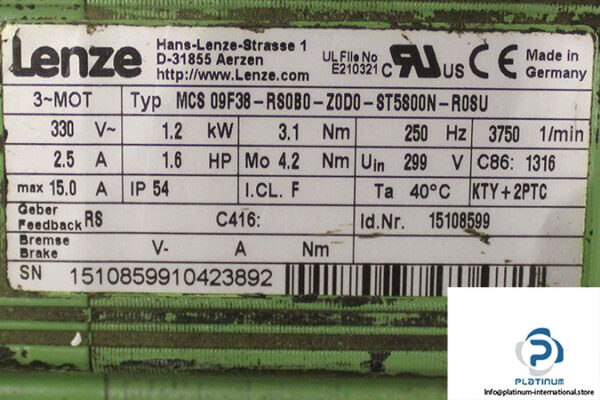 Lenze
Hans-Lenze-Strasse 1
D-31855 Aerzen
http://www.Lenze.com
UL File No
E210321
c RU US CE
Made in
Germany
3~MOT Typ MCS 09F38-RS0B0-Z0D0-ST5S00N-R0SU
330 V~ 1.2 kW 3.1 Nm 250 Hz 3750 1/min
2.5 A 1.6 HP Mo 4.2 Nm Uin 299 V C86: 1316
max 15.0 A IP 54 I.CL. F Ta 40°C KTY+2PTC
Geber
Feedback RS C416: Id.Nr. 15108599
Bremse
Brake V- A Nm
SN 1510859910423892
PLATINUM
Info@platinum-international.store